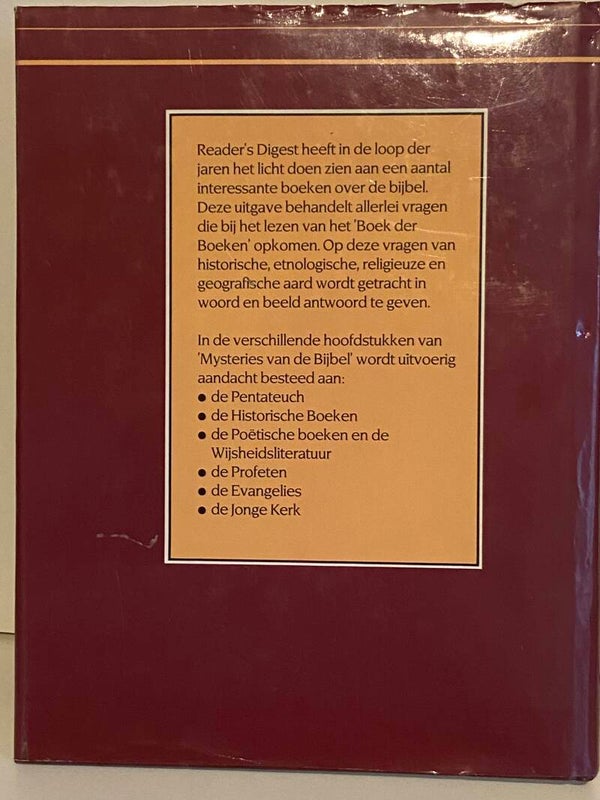 Reader's Digest heeft in de loop der
jaren het licht doen zien aan een aantal
interessante boeken over de bijbel.
Deze uitgave behandelt allerlei vragen
die bij het lezen van het 'Boek der
Boeken' opkomen. Op deze vragen van
historische, etnologische, religieuze en
geografische aard wordt getracht in
woord en beeld antwoord te geven.
In de verschillende hoofdstukken van
'Mysteries van de Bijbel' wordt uitvoerig
aandacht besteed aan:
● de Pentateuch
● de Historische Boeken
● de Poëtische boeken en de
Wijsheidsliteratuur
● de Profeten
● de Evangelies
● de Jonge Kerk